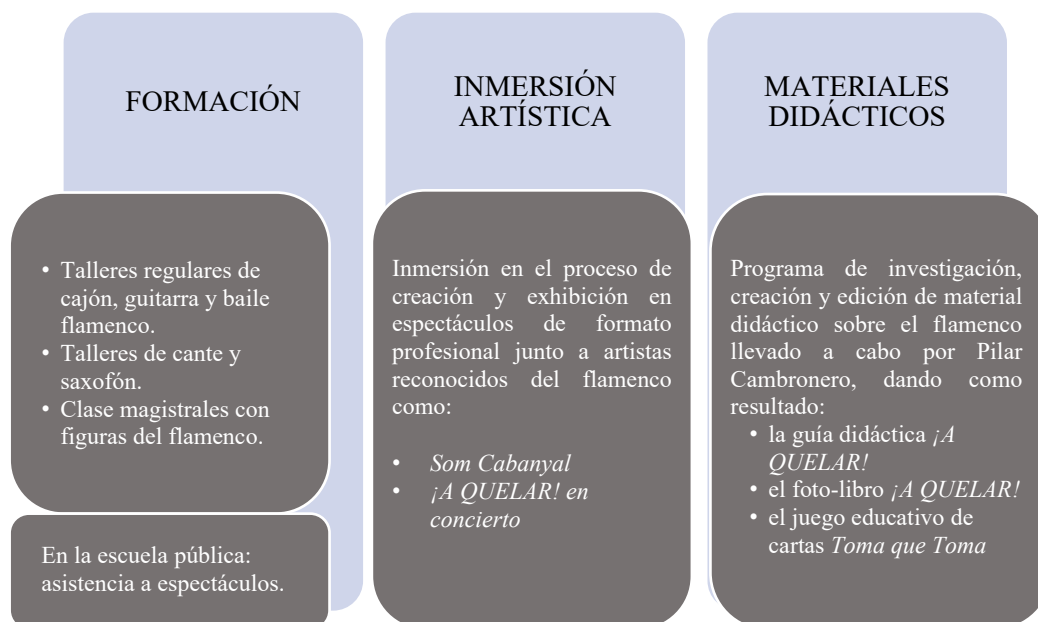 FORMACIÓN
• Talleres regulares de
cajón, guitarra y baile
flamenco.
• Talleres de cante y
saxofón.
• Clase magistrales con
figuras del flamenco.
En la escuela pública:
asistencia a espectáculos.
INMERSIÓN
ARTÍSTICA
Inmersión en el proceso de
creación y exhibición en
espectáculos de formato
profesional junto a artistas
reconocidos del flamenco
como:
• Som Cabanyal
• ¡A QUELAR! en
concierto
MATERIALES
DIDÁCTICOS
Programa de investigación,
creación y edición de material
didáctico sobre el flamenco
llevado a cabo por Pilar
Cambronero, dando como
resultado:
• la guía didáctica ¡A
QUELAR!
• el foto-libro ¡A QUELAR!
• el juego educativo de
cartas Toma que Toma